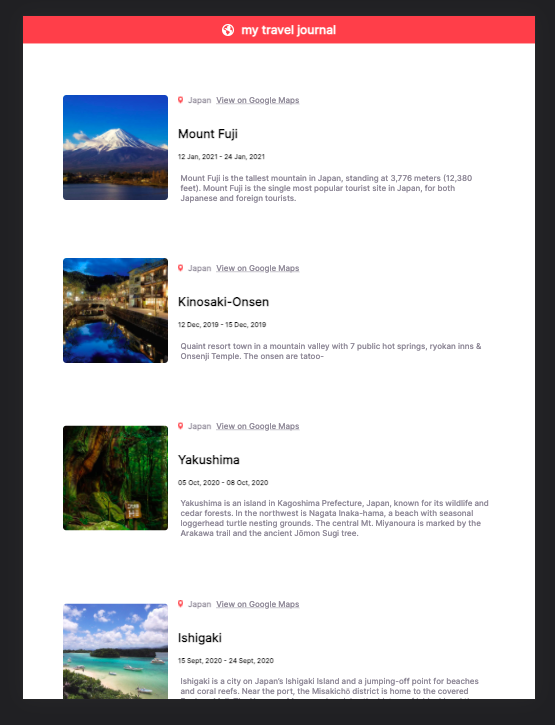 my travel journal
Japan View on Google Maps
Mount Fuji
12 Jan, 2021 - 24 Jan, 2021
Mount Fuji is the tallest mountain in Japan, standing at 3,776 meters (12,380
feet). Mount Fuji is the single most popular tourist site in Japan, for both
Japanese and foreign tourists.
Japan View on Google Maps
Kinosaki-Onsen
12 Dec, 2019 - 15 Dec, 2019
Quaint resort town in a mountain valley with 7 public hot springs, ryokan inns &
Onsenji Temple. The onsen are tatoo-
Japan View on Google Maps
Yakushima
05 Oct, 2020 - 08 Oct, 2020
Yakushima is an island in Kagoshima Prefecture, Japan, known for its wildlife and
cedar forests. In the northwest is Nagata Inaka-hama, a beach with seasonal
loggerhead turtle nesting grounds. The central Mt. Miyanoura is marked by the
Arakawa trail and the ancient Jōmon Sugi tree.
Japan View on Google Maps
Ishigaki
15 Sept, 2020 - 24 Sept, 2020
Ishigaki is a city on Japan's Ishigaki Island and a jumping-off point for beaches
and coral reefs. Near the port, the Misakichō district is home to the covered